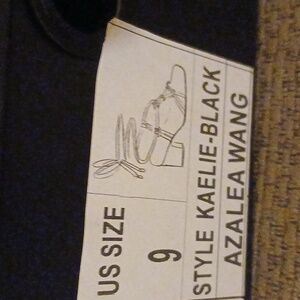 US SIZE
9
STYLE KAELIE-BLACK
AZALEA WANG